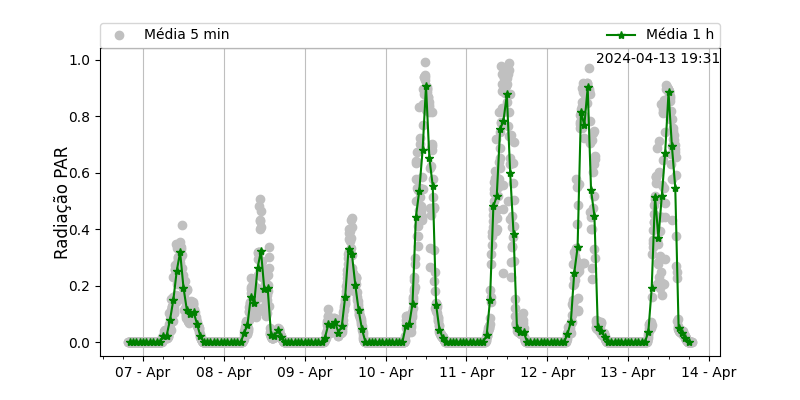 Média 5 min
Média 1 h
2024-04-13 19:31
Radiação PAR
1.0
0.8
0.6
0.4
0.2
0.0
07 - Apr
08 - Apr
09 - Apr
10 - Apr
11 - Apr
12 - Apr
13 - Apr
14 - Apr